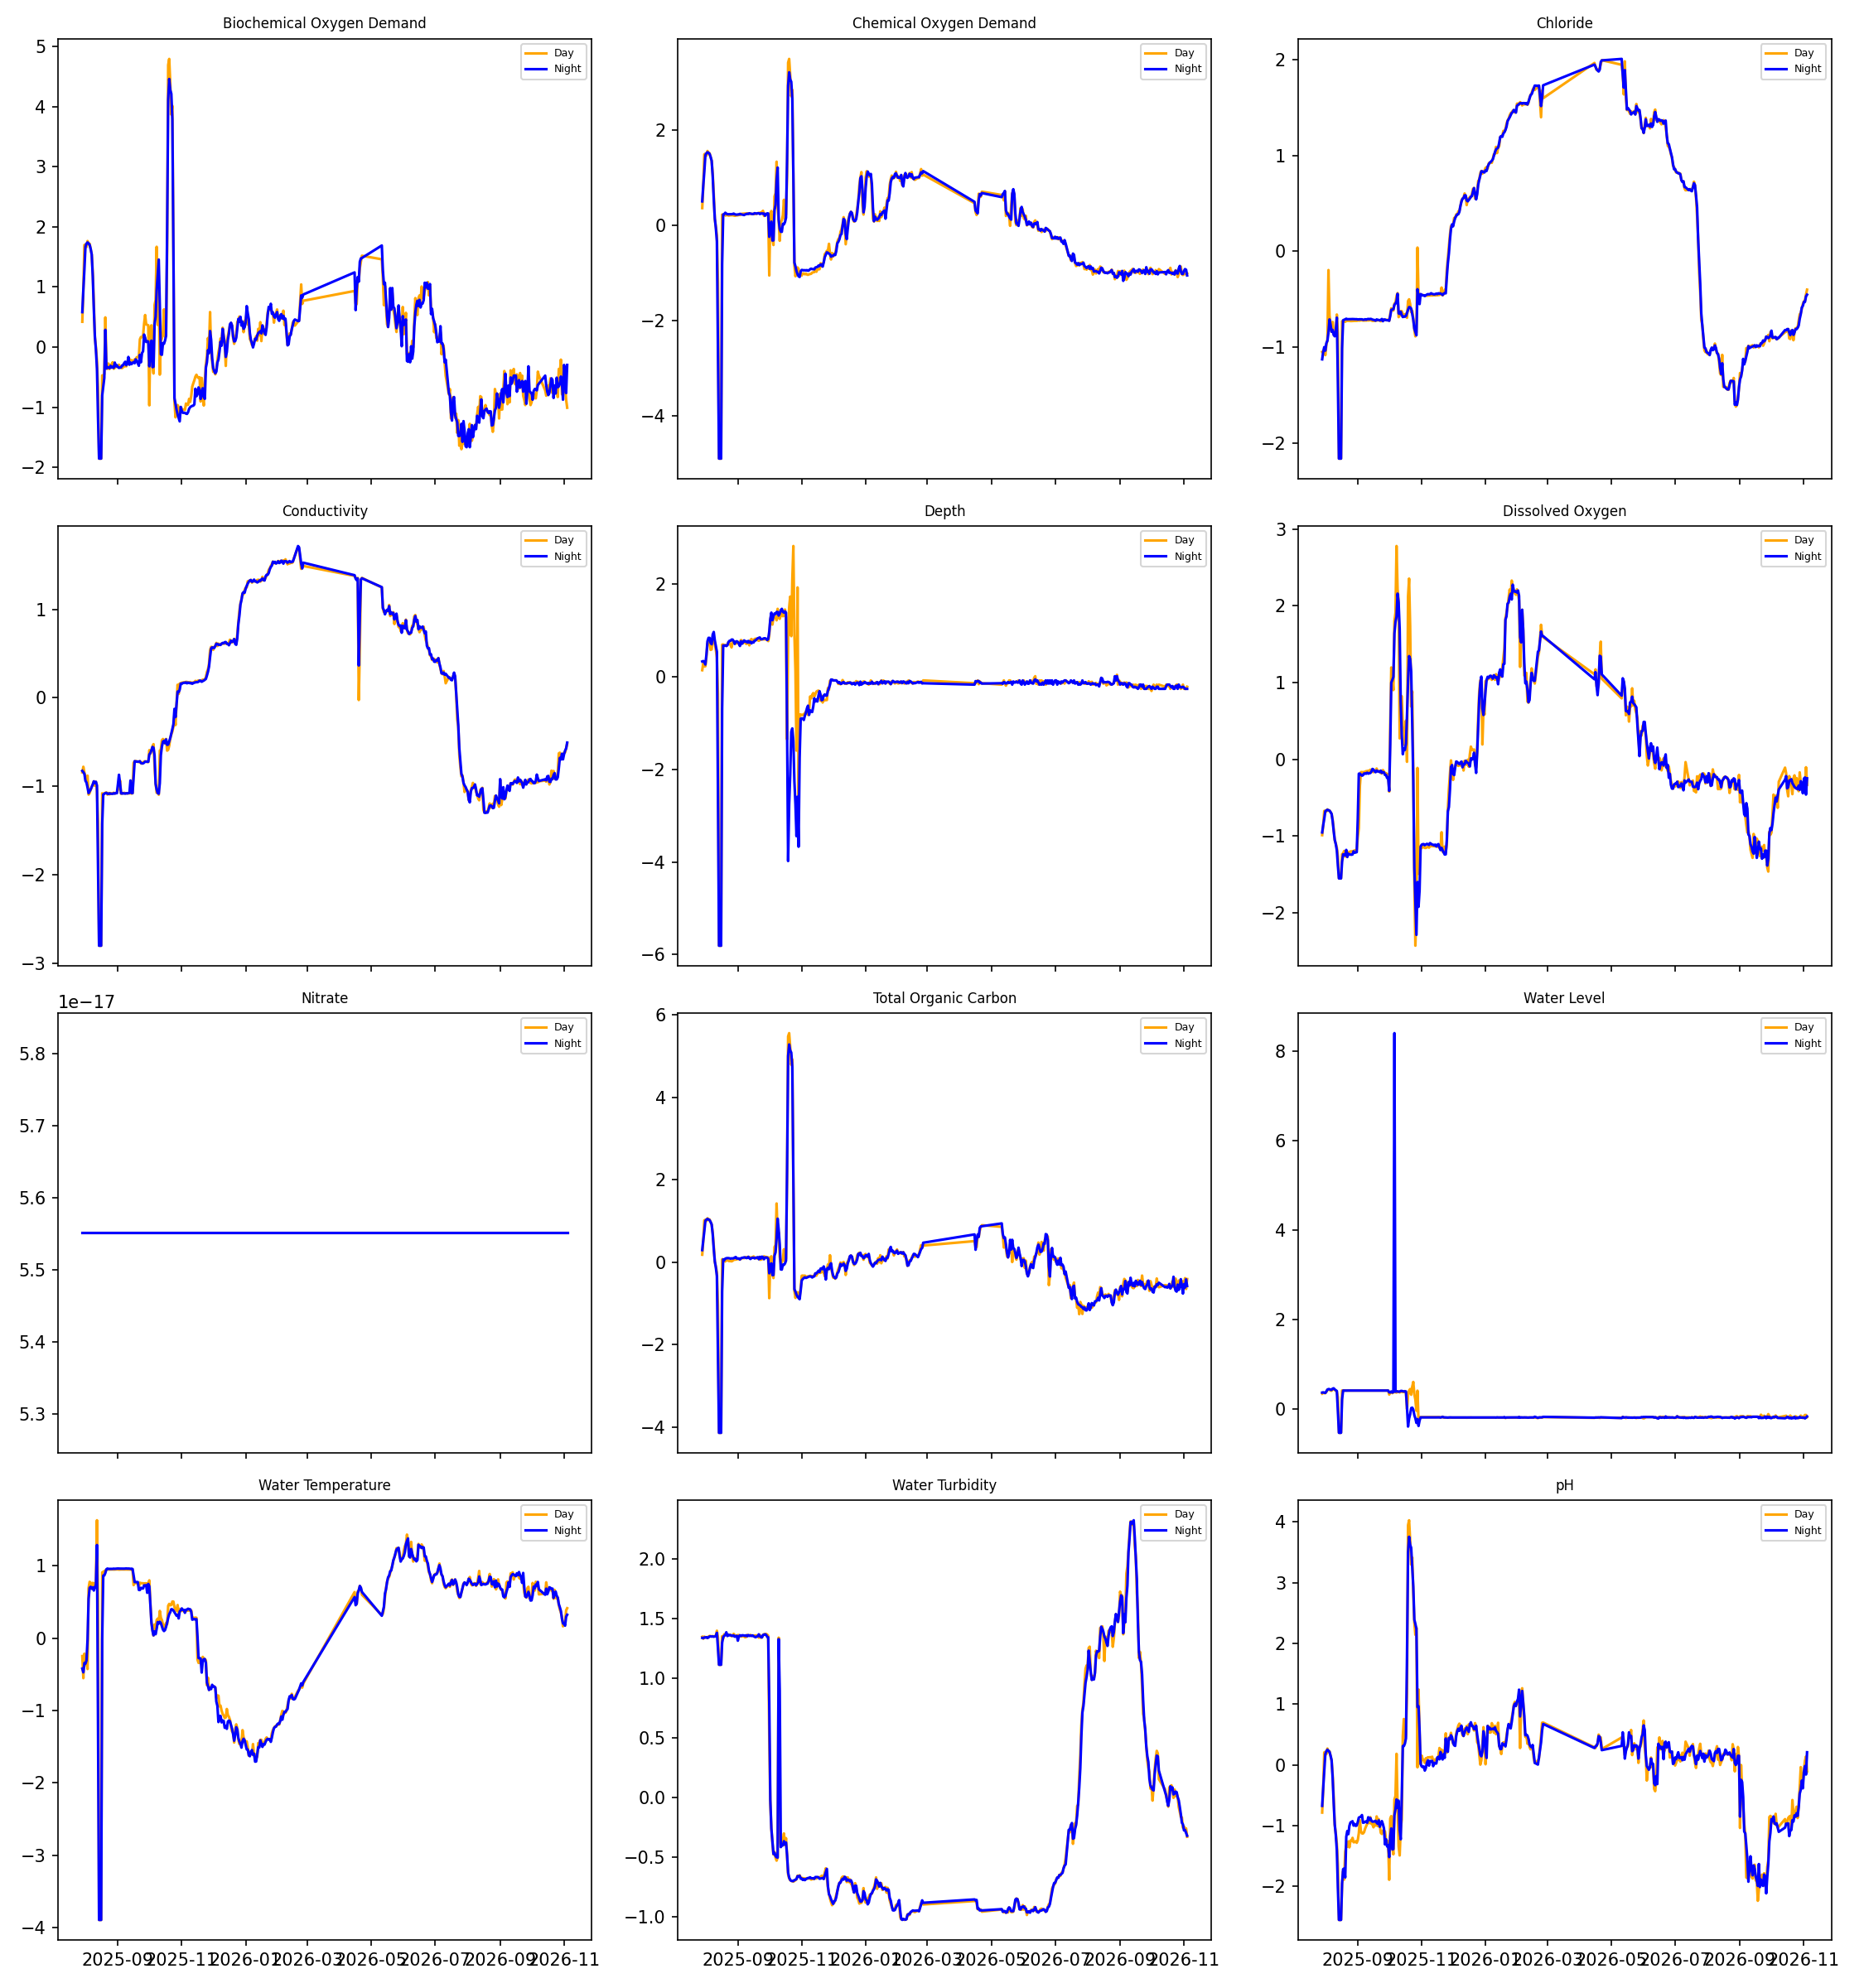 Biochemical Oxygen Demand
5
4
3
2
1
0
−1
−2
Day
Night
Chemical Oxygen Demand
2
0
−2
−4
Day
Night
Chloride
2
1
0
−1
−2
Day
Night
Conductivity
1
0
−1
−2
−3
Day
Night
Depth
2
0
−2
−4
−6
Day
Night
Dissolved Oxygen
3
2
1
0
−1
−2
Day
Night
Nitrate
1e−17
5.8
5.7
5.6
5.5
5.4
5.3
Day
Night
Total Organic Carbon
6
4
2
0
−2
−4
Day
Night
Water Level
8
6
4
2
0
Day
Night
Water Temperature
1
0
−1
−2
−3
−4
Day
Night
2025-09 2025-11 2026-01 2026-03 2026-05 2026-07 2026-09 2026-11
Water Turbidity
2.0
1.5
1.0
0.5
0.0
−0.5
−1.0
Day
Night
2025-09 2025-11 2026-01 2026-03 2026-05 2026-07 2026-09 2026-11
pH
4
3
2
1
0
−1
−2
Day
Night
2025-09 2025-11 2026-01 2026-03 2026-05 2026-07 2026-09 2026-11